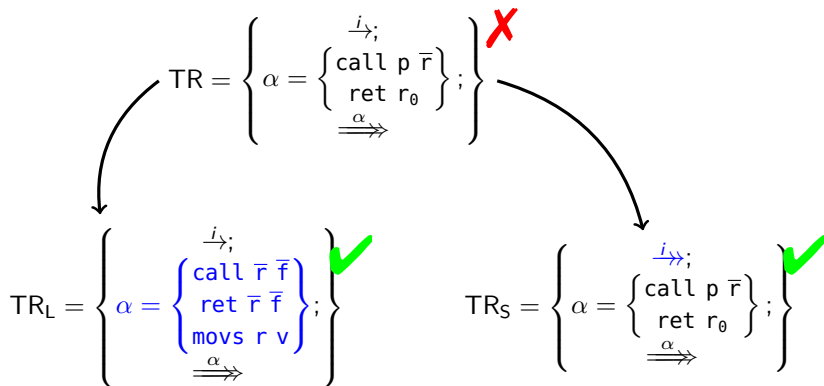 i→;
TR = { α = { call p r̅ ; } ✗
ret r₀
α⇒»
i→;
TR_L = { α = { call r̅ f̅ ; } ✔
ret r̅ f̅
movs r v
α⇒»
i↠;
TR_S = { α = { call p r̅ ; } ✔
ret r₀
α⇒»